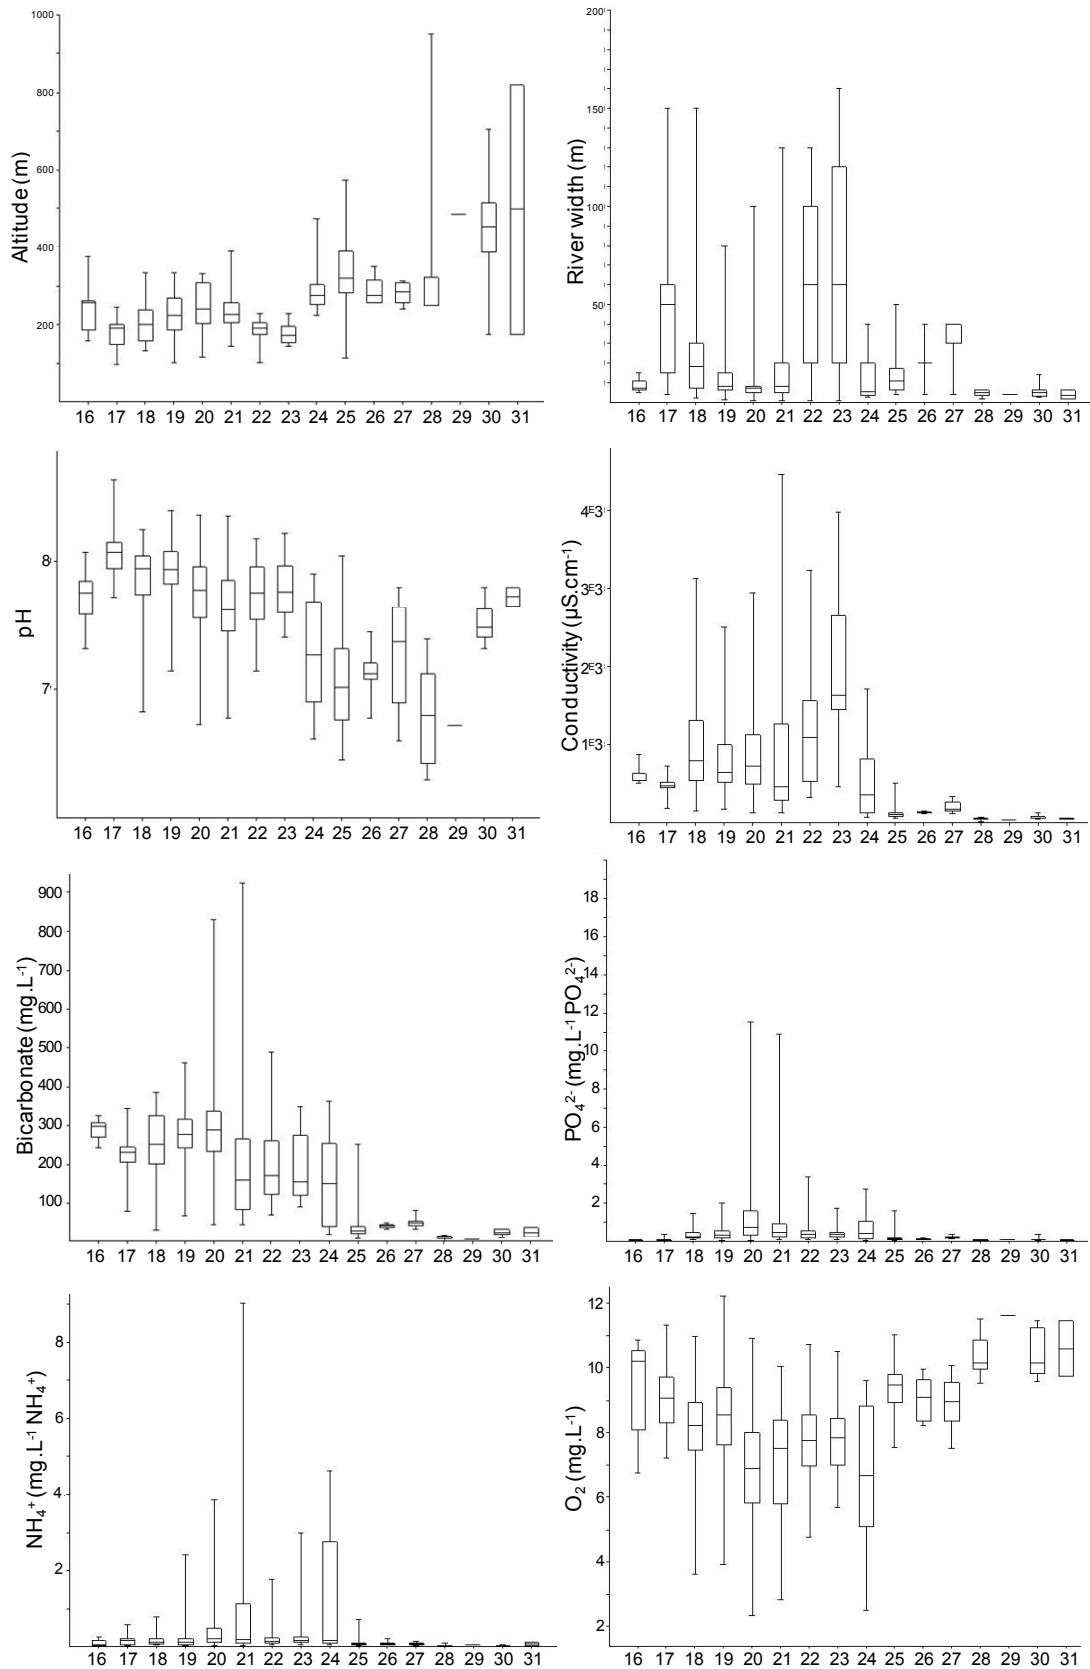 1000
800
600
400
200
Altitude (m)
16 17 18 19 20 21 22 23 24 25 26 27 28 29 30 31
200
150
100
50
River width (m)
16 17 18 19 20 21 22 23 24 25 26 27 28 29 30 31
8
7
pH
16 17 18 19 20 21 22 23 24 25 26 27 28 29 30 31
4E3
3E3
2E3
1E3
Conductivity (µS.cm⁻¹)
16 17 18 19 20 21 22 23 24 25 26 27 28 29 30 31
900
800
700
600
500
400
300
200
100
Bicarbonate (mg.L⁻¹)
16 17 18 19 20 21 22 23 24 25 26 27 28 29 30 31
18
16
14
12
10
8
6
4
2
PO₄²⁻ (mg.L⁻¹ PO₄²⁻)
16 17 18 19 20 21 22 23 24 25 26 27 28 29 30 31
8
6
4
2
NH₄⁺ (mg.L⁻¹ NH₄⁺)
16 17 18 19 20 21 22 23 24 25 26 27 28 29 30 31
12
10
8
6
4
2
O₂ (mg.L⁻¹)
16 17 18 19 20 21 22 23 24 25 26 27 28 29 30 31